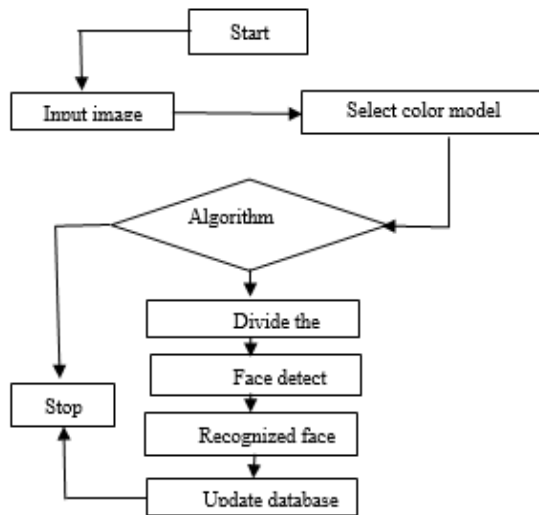 Start
Input image
Select color model
Algorithm
Divide the
Face detect
Recognized face
Stop
Update database